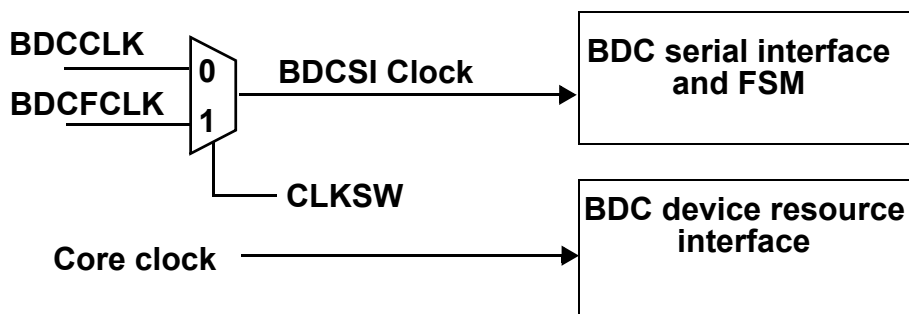 BDCCLK
0
BDCSI Clock
BDC serial interface
and FSM
BDCFCLK
1
CLKSW
BDC device resource
interface
Core clock